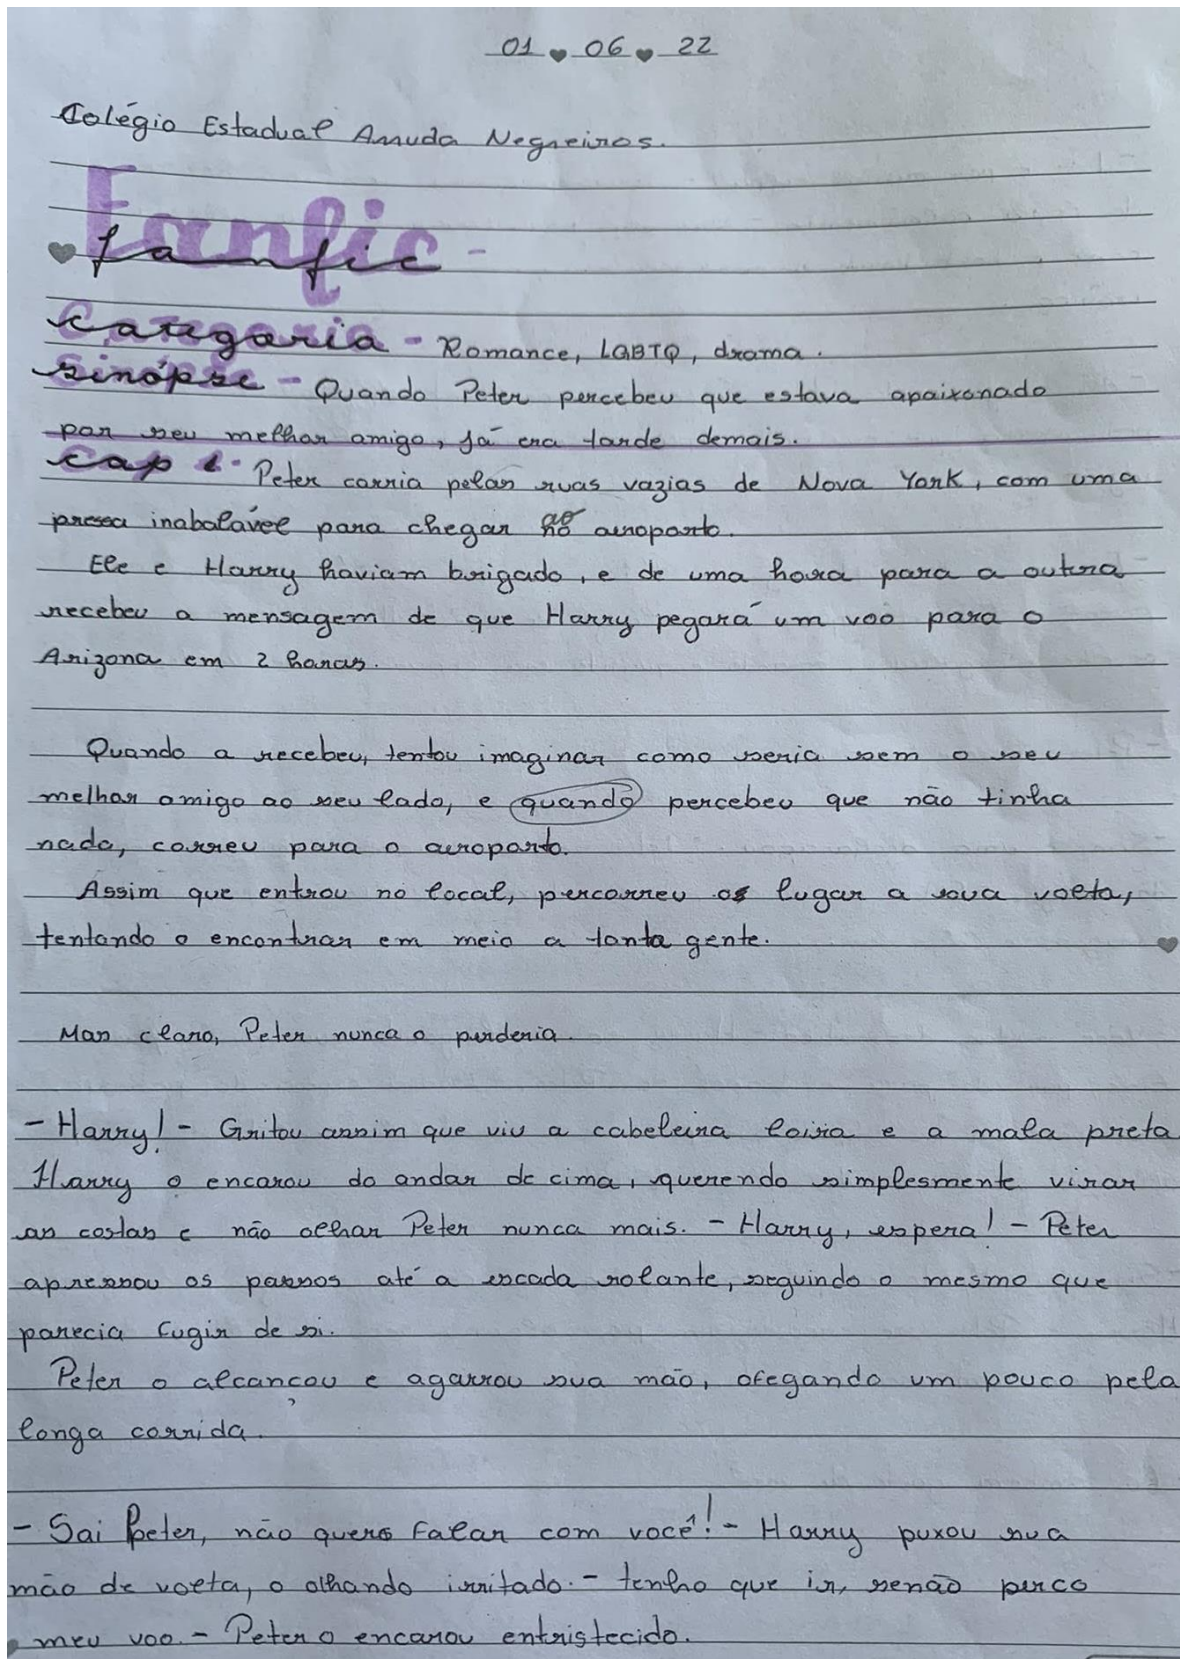 01 ♥ 06 ♥ 22
Colégio Estadual Arruda Negreiros.
Fanfic -
fanfic
Categoria - Romance, LGBTQ, drama.
Sinópse - Quando Peter percebeu que estava apaixonado
por seu melhor amigo, já era tarde demais.
Cap 1 - Peter corria pelas ruas vazias de Nova York, com uma
pressa inabalável para chegar ao aeroporto.
Ele e Harry haviam brigado, e de uma hora para a outra
recebeu a mensagem de que Harry pegará um voo para o
Arizona em 2 horas.
Quando a recebeu, tentou imaginar como seria sem o seu
melhor amigo ao seu lado, e quando percebeu que não tinha
nada, correu para o aeroporto.
Assim que entrou no local, percorreu o lugar a sua volta,
tentando o encontrar em meio a tanta gente.
Mas claro, Peter nunca o perderia.
- Harry! - Gritou assim que viu a cabeleira loira e a mala preta
Harry o encarou do andar de cima, querendo simplesmente virar
as costas e não olhar Peter nunca mais. - Harry, espera! - Peter
apressou os passos até a escada rolante, seguindo o mesmo que
parecia fugir de si.
Peter o alcançou e agarrou sua mão, ofegando um pouco pela
longa corrida.
- Sai Peter, não quero falar com você! - Harry puxou sua
mão de volta, o olhando irritado. - tenho que ir, senão perco
meu voo. - Peter o encarou entristecido.